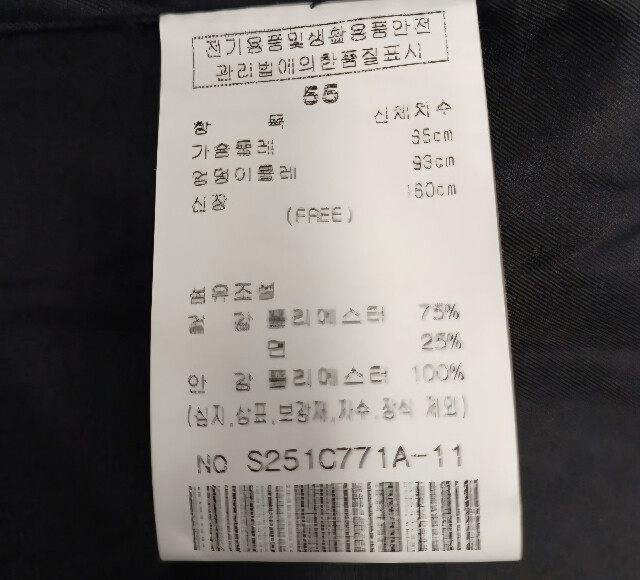 전기용품및생활용품안전
관리법에의한품질표시
55
항 목 신체치수
가슴둘레 85cm
엉덩이둘레 93cm
신장 160cm
(FREE)
섬유조성
겉 감 폴리에스터 75%
면 25%
안 감 폴리에스터 100%
(심지,상표,보강재,자수,장식 제외)
NO S251C771A-11